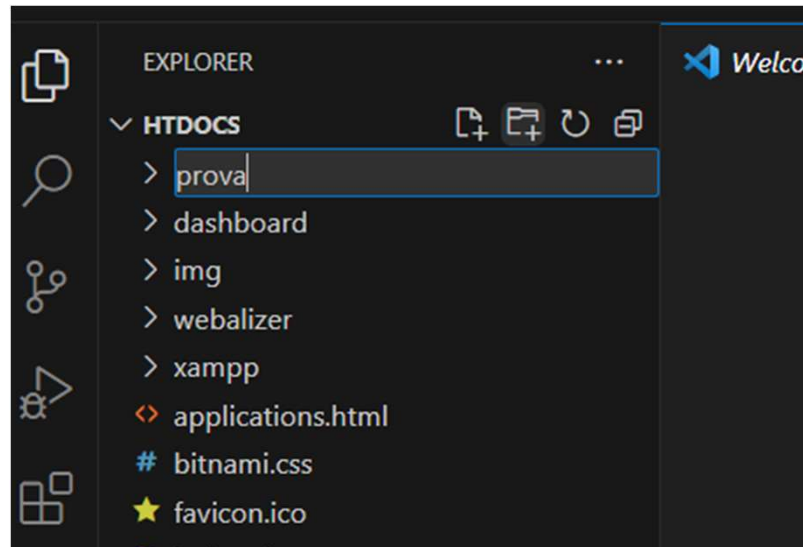 EXPLORER
Welco
HTDOCS
prova
dashboard
img
webalizer
xampp
applications.html
bitnami.css
favicon.ico